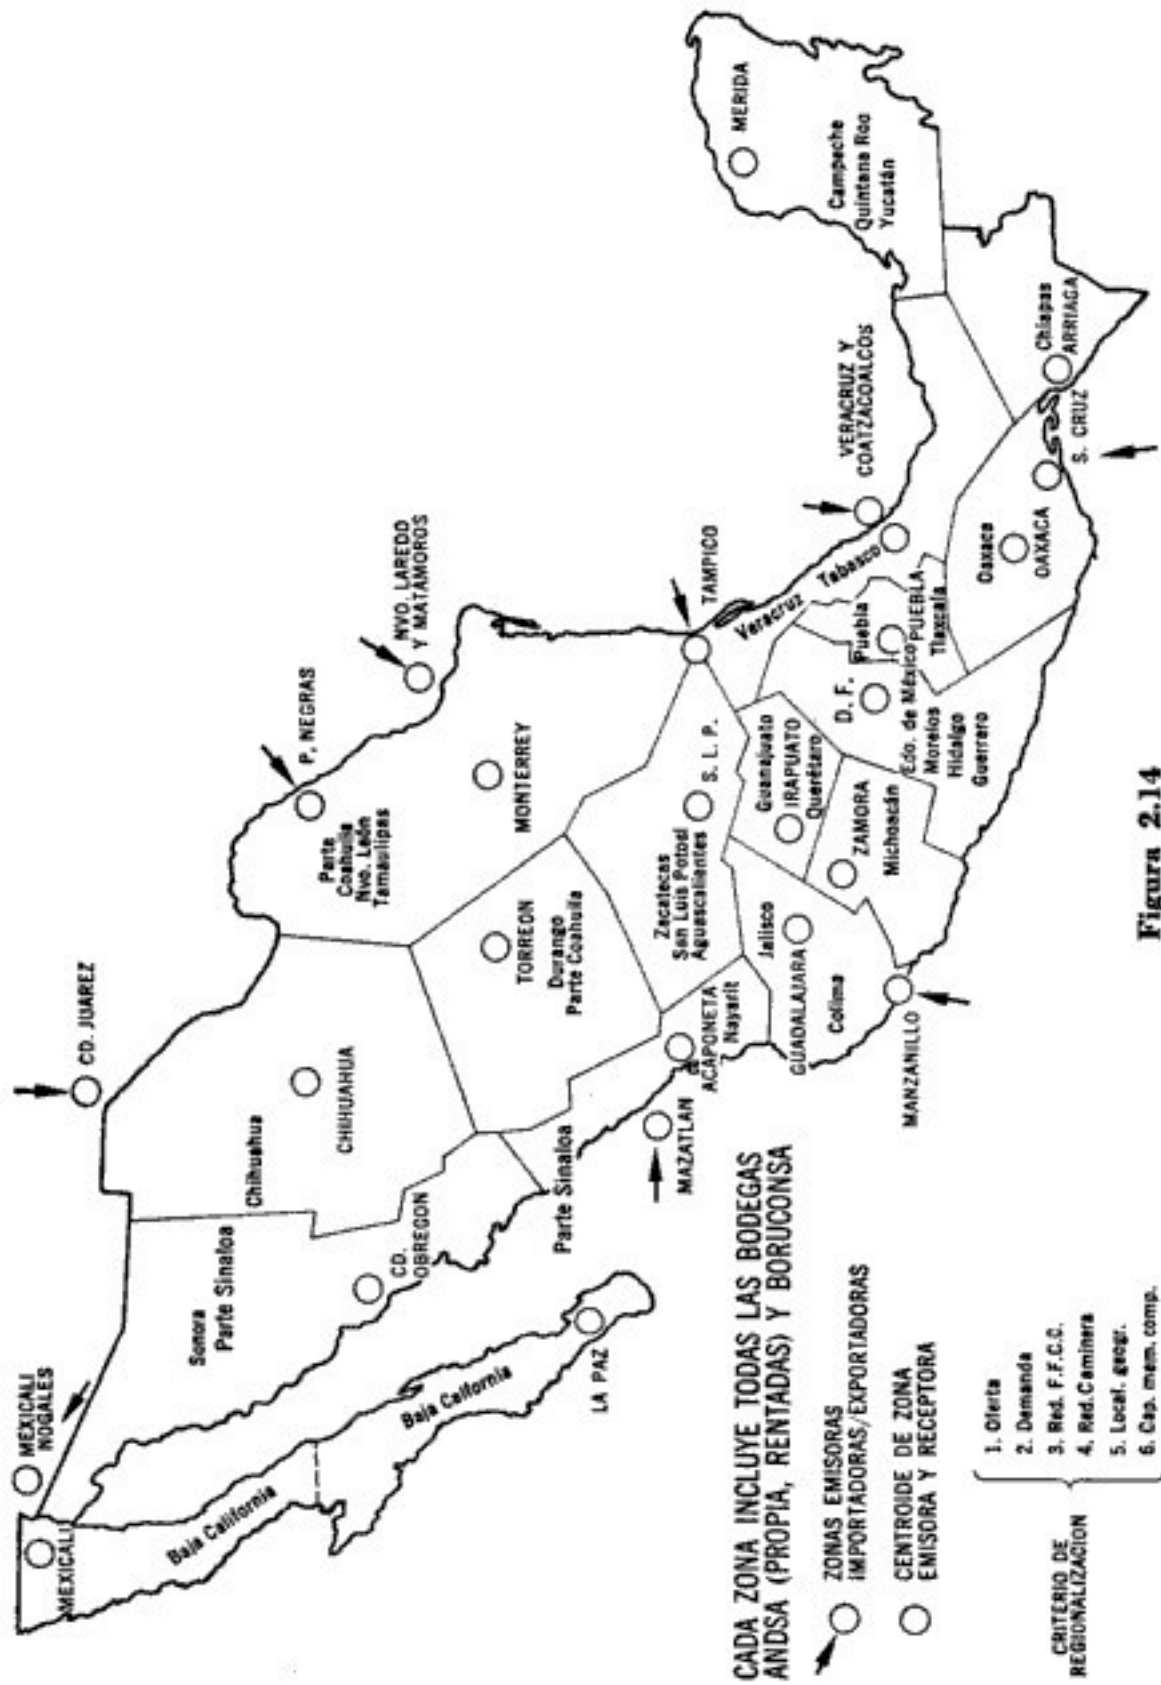 MEXICALI
NOGALES
MEXICALI
CD. JUAREZ
P. NEGRAS
NVO. LAREDO
Y MATAMOROS
TAMPICO
VERACRUZ Y
COATZACOALCOS
MERIDA
Campeche
Quintana Roo
Yucatán
Sonora
Parte Sinaloa
CD.
OBREGON
Chihuahua
CHIHUAHUA
Parte
Coahuila
Nvo. León
Tamaulipas
MONTERREY
TORREON
Durango
Parte Coahuila
Baja California
Baja Calfornia
LA PAZ
Parte Sinaloa
MAZATLAN
ACAPONETA
Nayarit
Zacatecas
San Luis Potosí
Aguascalientes
S. L. P.
Jalisco
GUADALAJARA
Colima
MANZANILLO
Guanajuato
IRAPUATO
Querétaro
ZAMORA
Michoacán
D. F.
Edo. de México
Morelos
Hidalgo
Guerrero
Puebla
PUEBLA
Tlaxcala
Veracruz
Tabasco
Oaxaca
OAXACA
S. CRUZ
Chiapas
ARRIAGA
CADA ZONA INCLUYE TODAS LAS BODEGAS
ANDSA (PROPIA, RENTADAS) Y BORUCONSA
ZONAS EMISORAS
IMPORTADORAS/EXPORTADORAS
CENTROIDE DE ZONA
EMISORA Y RECEPTORA
CRITERIO DE
REGIONALIZACION
1. Oferta
2. Demanda
3. Red. F.F.C.C.
4. Red. Caminera
5. Local. geogr.
6. Cap. mem. comp.
Figura 2.14